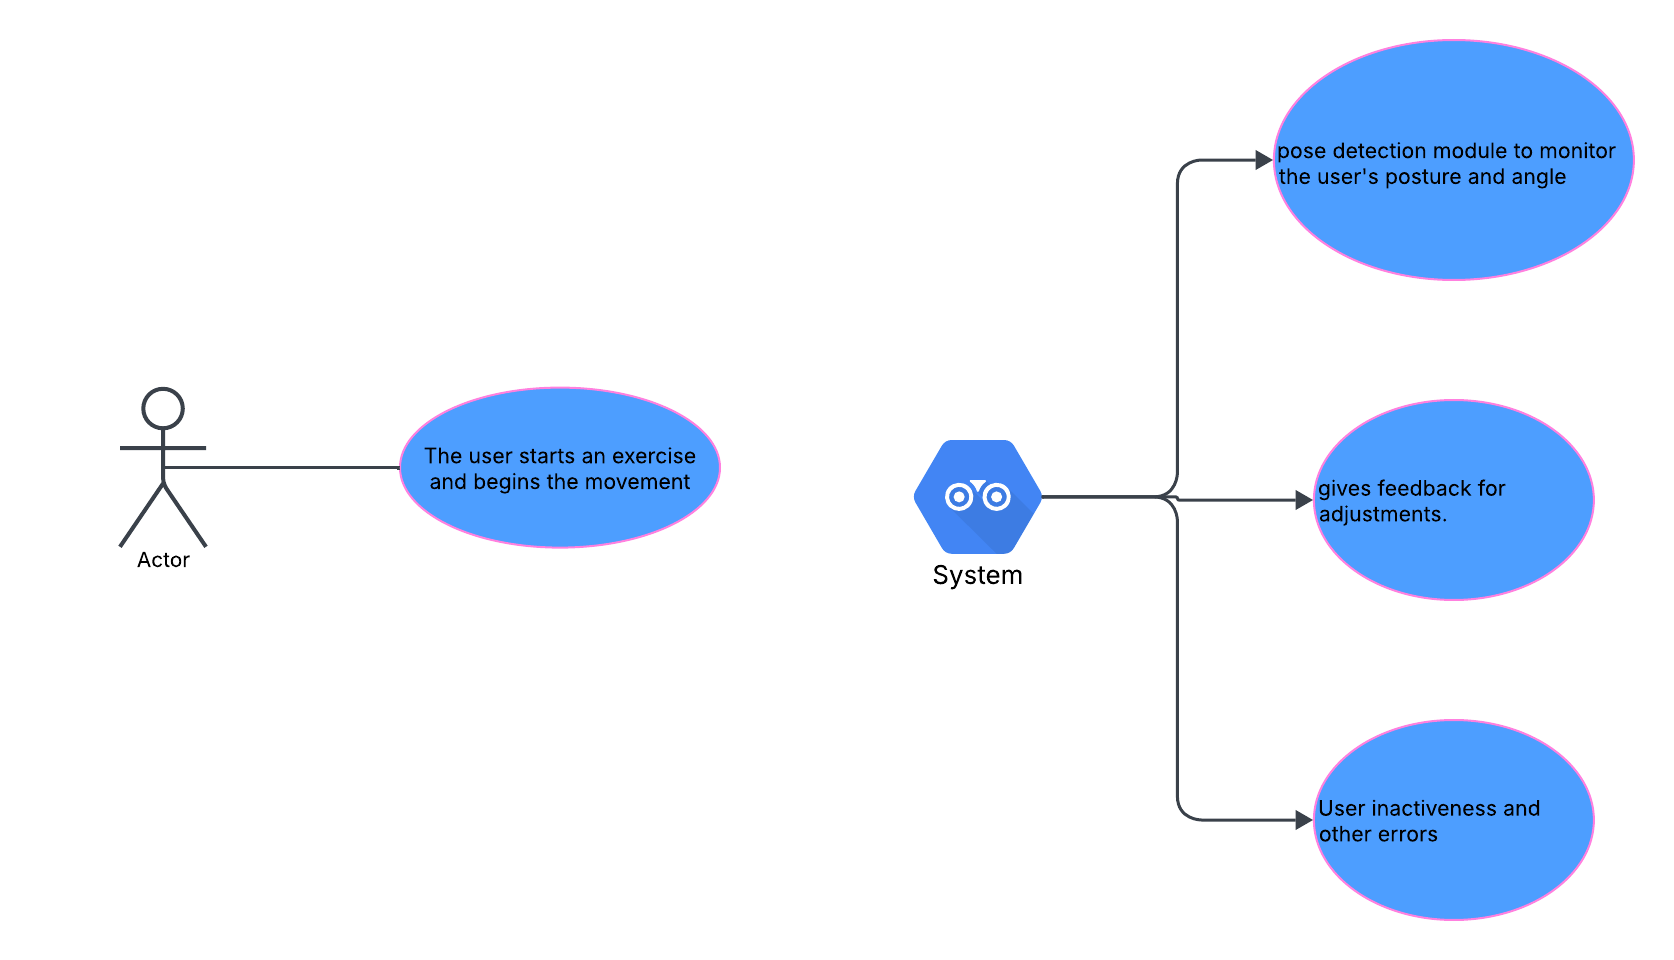 pose detection module to monitor
the user's posture and angle
The user starts an exercise
and begins the movement
Actor
System
gives feedback for
adjustments.
User inactiveness and
other errors